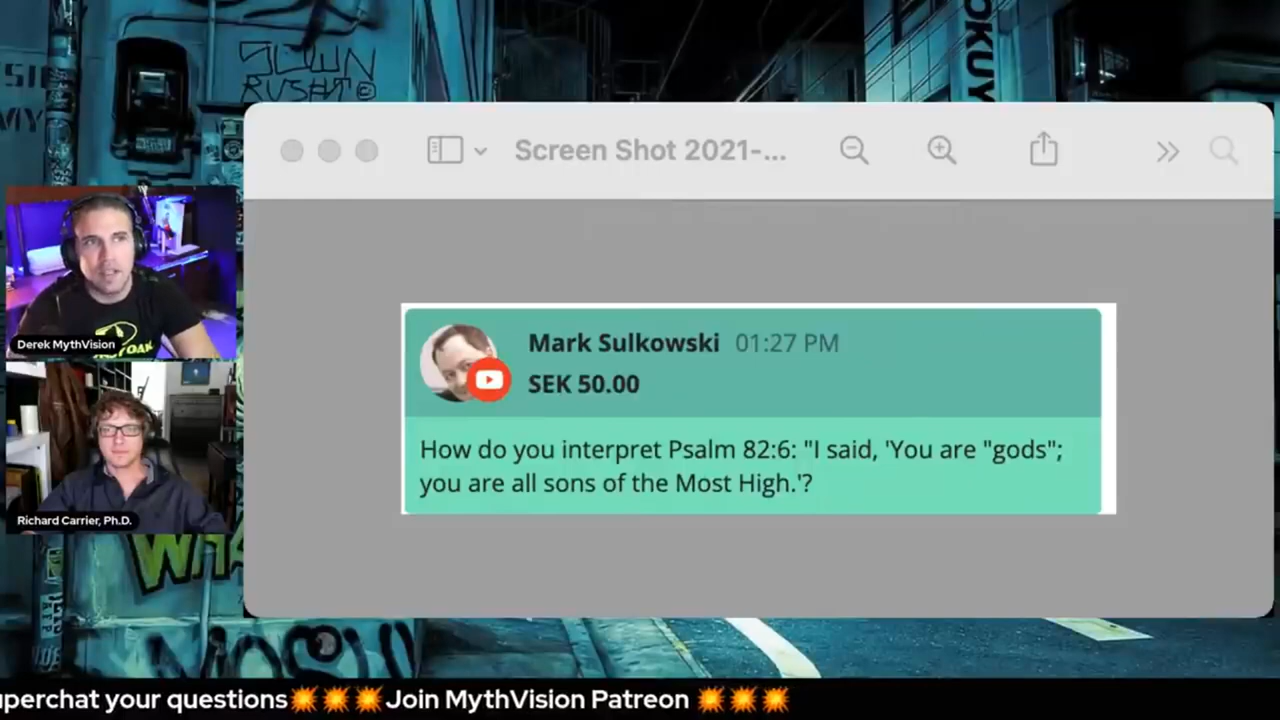 OKUY
Screen Shot 2021-...
Derek MythVision
Richard Carrier, Ph.D.
Mark Sulkowski 01:27 PM
SEK 50.00
How do you interpret Psalm 82:6: "I said, 'You are "gods";
you are all sons of the Most High.'?
uperchat your questions💥💥💥Join MythVision Patreon 💥💥💥